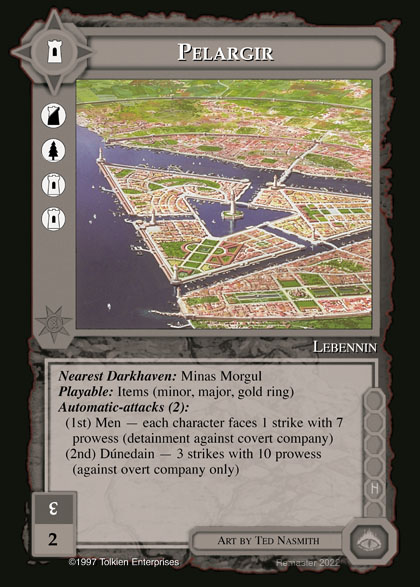 PELARGIR
LEBENNIN
Nearest Darkhaven: Minas Morgul
Playable: Items (minor, major, gold ring)
Automatic-attacks (2):
(1st) Men — each character faces 1 strike with 7
prowess (detainment against covert company)
(2nd) Dúnedain — 3 strikes with 10 prowess
(against overt company only)
H
ε
2
ART BY TED NASMITH
©1997 Tolkien Enterprises
Remaster 2022